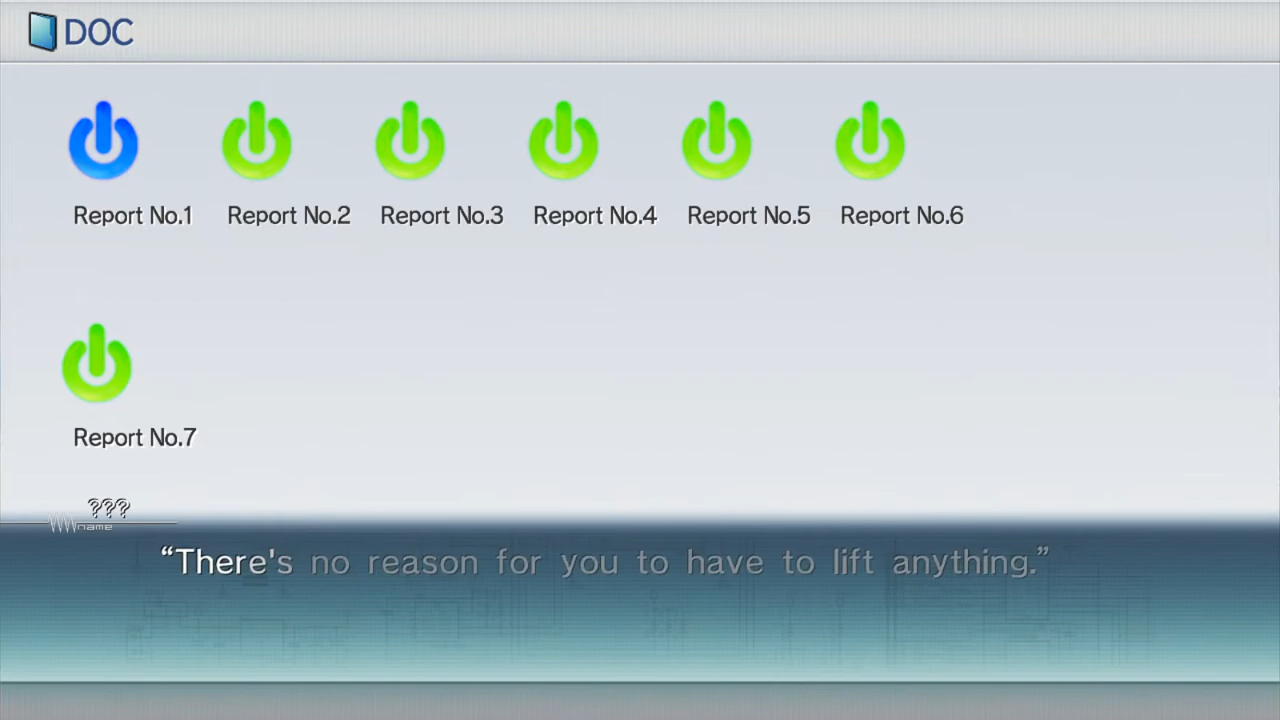 DOC
Report No.1 Report No.2 Report No.3 Report No.4 Report No.5 Report No.6
Report No.7
???
name
“There's no reason for you to have to lift anything.”